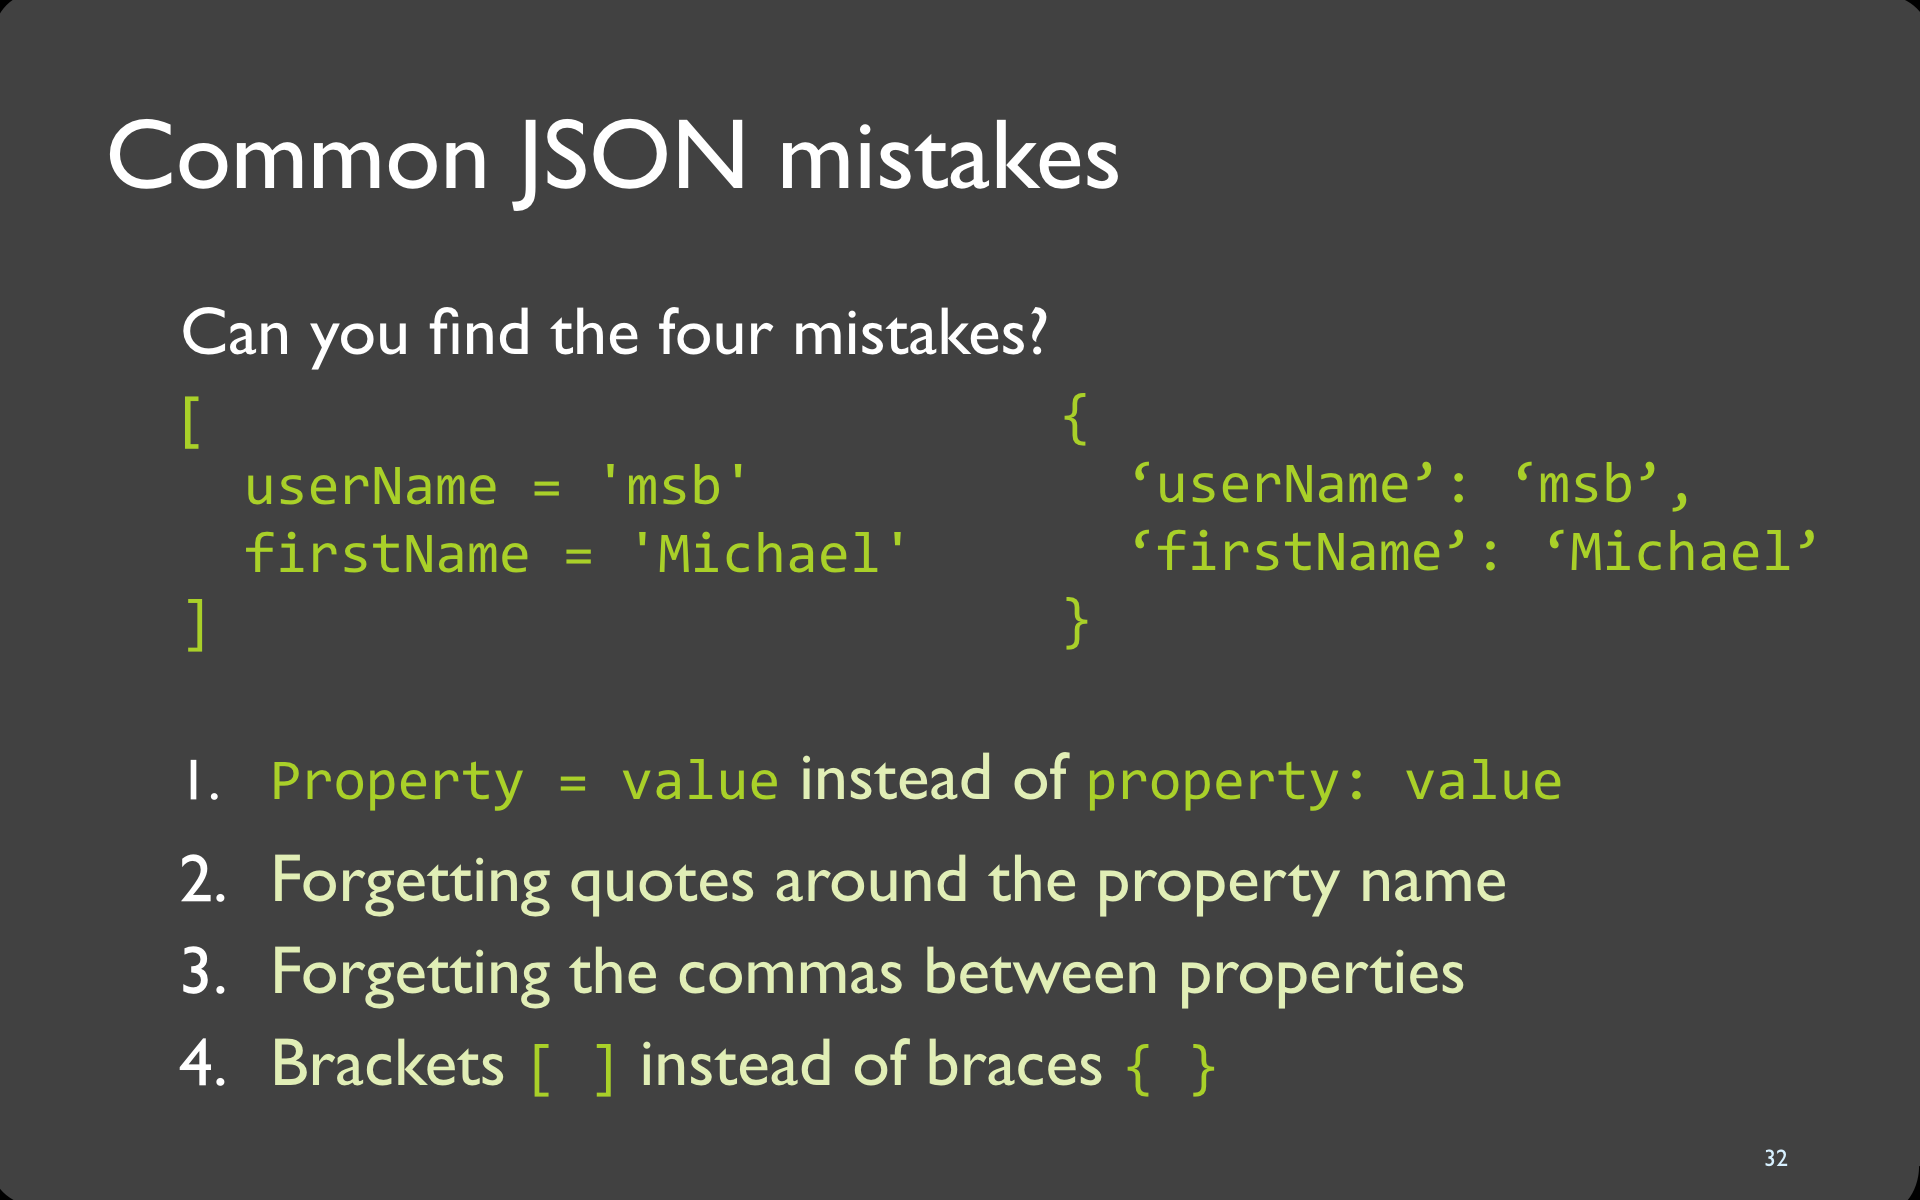 Common JSON mistakes
Can you find the four mistakes?
[
userName = 'msb'
firstName = 'Michael'
]
{
‘userName’: ‘msb’,
‘firstName’: ‘Michael’
}
1. Property = value instead of property: value
2. Forgetting quotes around the property name
3. Forgetting the commas between properties
4. Brackets [ ] instead of braces { }
32